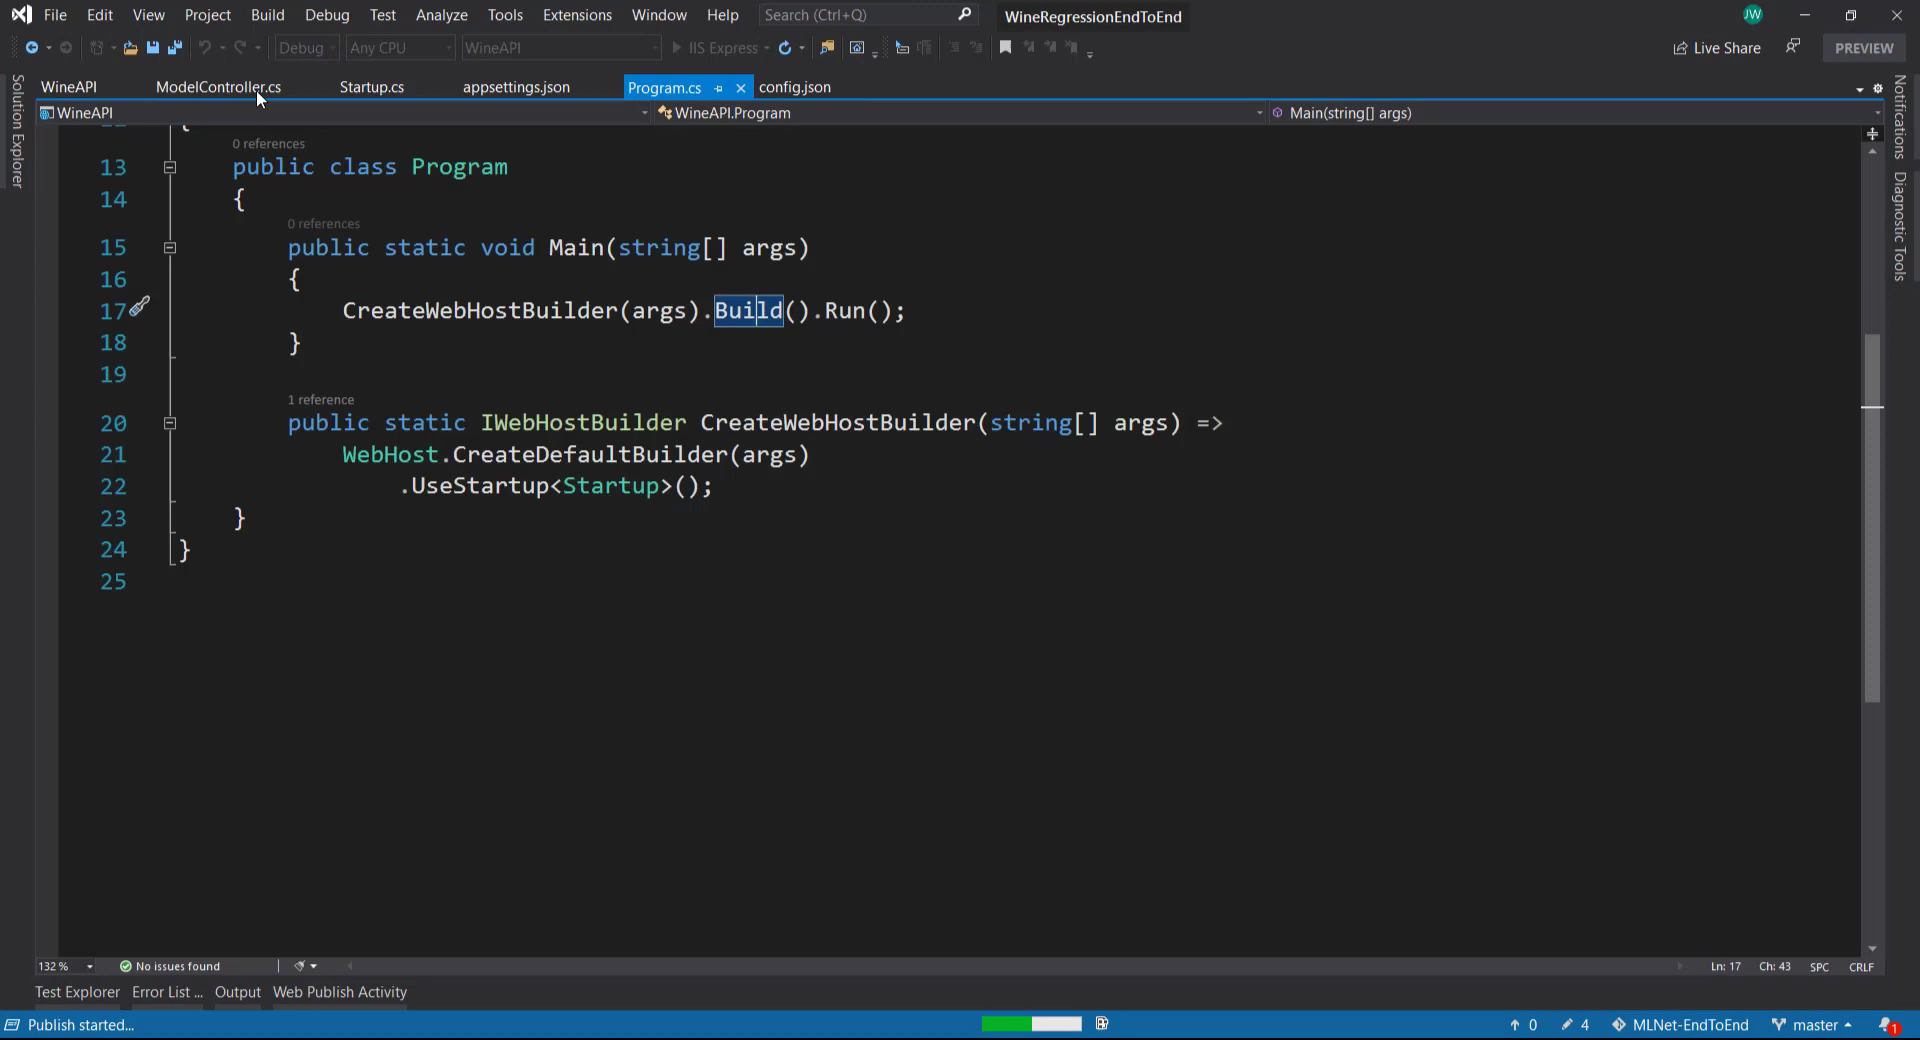 File Edit View Project Build Debug Test Analyze Tools Extensions Window Help Search (Ctrl+Q) WineRegressionEndToEnd JW
Debug Any CPU WineAPI IIS Express Live Share PREVIEW
WineAPI ModelController.cs Startup.cs appsettings.json Program.cs config.json
WineAPI WineAPI.Program Main(string[] args)
Solution Explorer
Notifications
Diagnostic Tools
{
0 references
13 public class Program
14 {
0 references
15 public static void Main(string[] args)
16 {
17 CreateWebHostBuilder(args).Build().Run();
18 }
19
1 reference
20 public static IWebHostBuilder CreateWebHostBuilder(string[] args) =>
21 WebHost.CreateDefaultBuilder(args)
22 .UseStartup<Startup>();
23 }
24 }
25
132 % No issues found Ln: 17 Ch: 43 SPC CRLF
Test Explorer Error List ... Output Web Publish Activity
Publish started... 0 4 MLNet-EndToEnd master 1